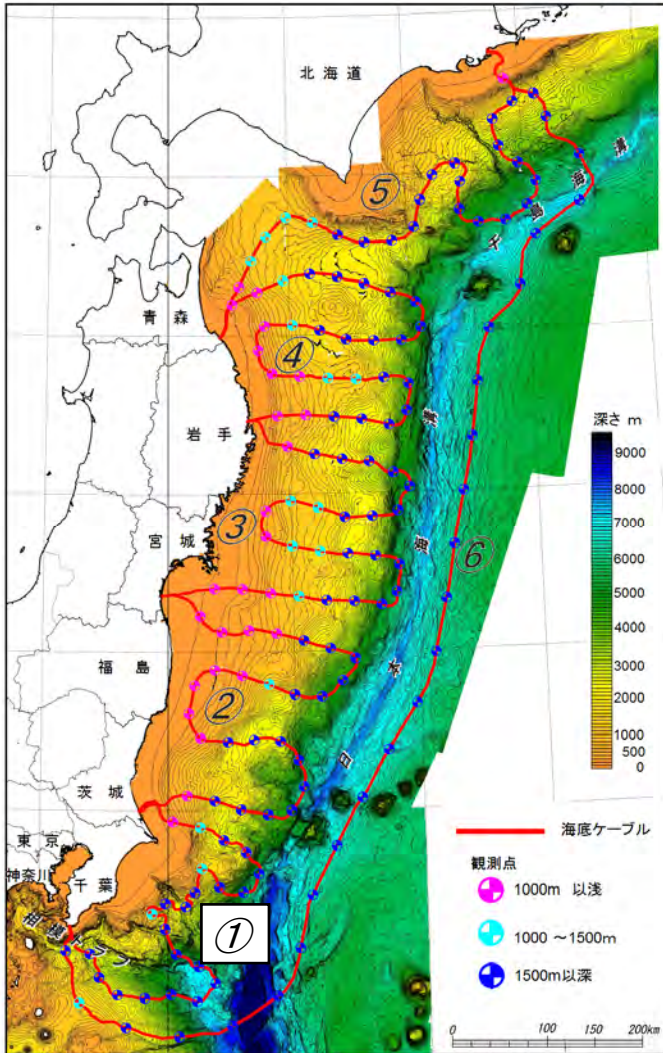 北海道
⑤
千島海溝
青森
④
岩手
日本海溝
深さ m
9000
8000
7000
6000
5000
4000
3000
2000
1000
500
0
③
宮城
⑥
福島
②
茨城
東京
神奈川
千葉
相模トラフ
①
海底ケーブル
観測点
1000m 以浅
1000 ~1500m
1500m以深
0 100 200km